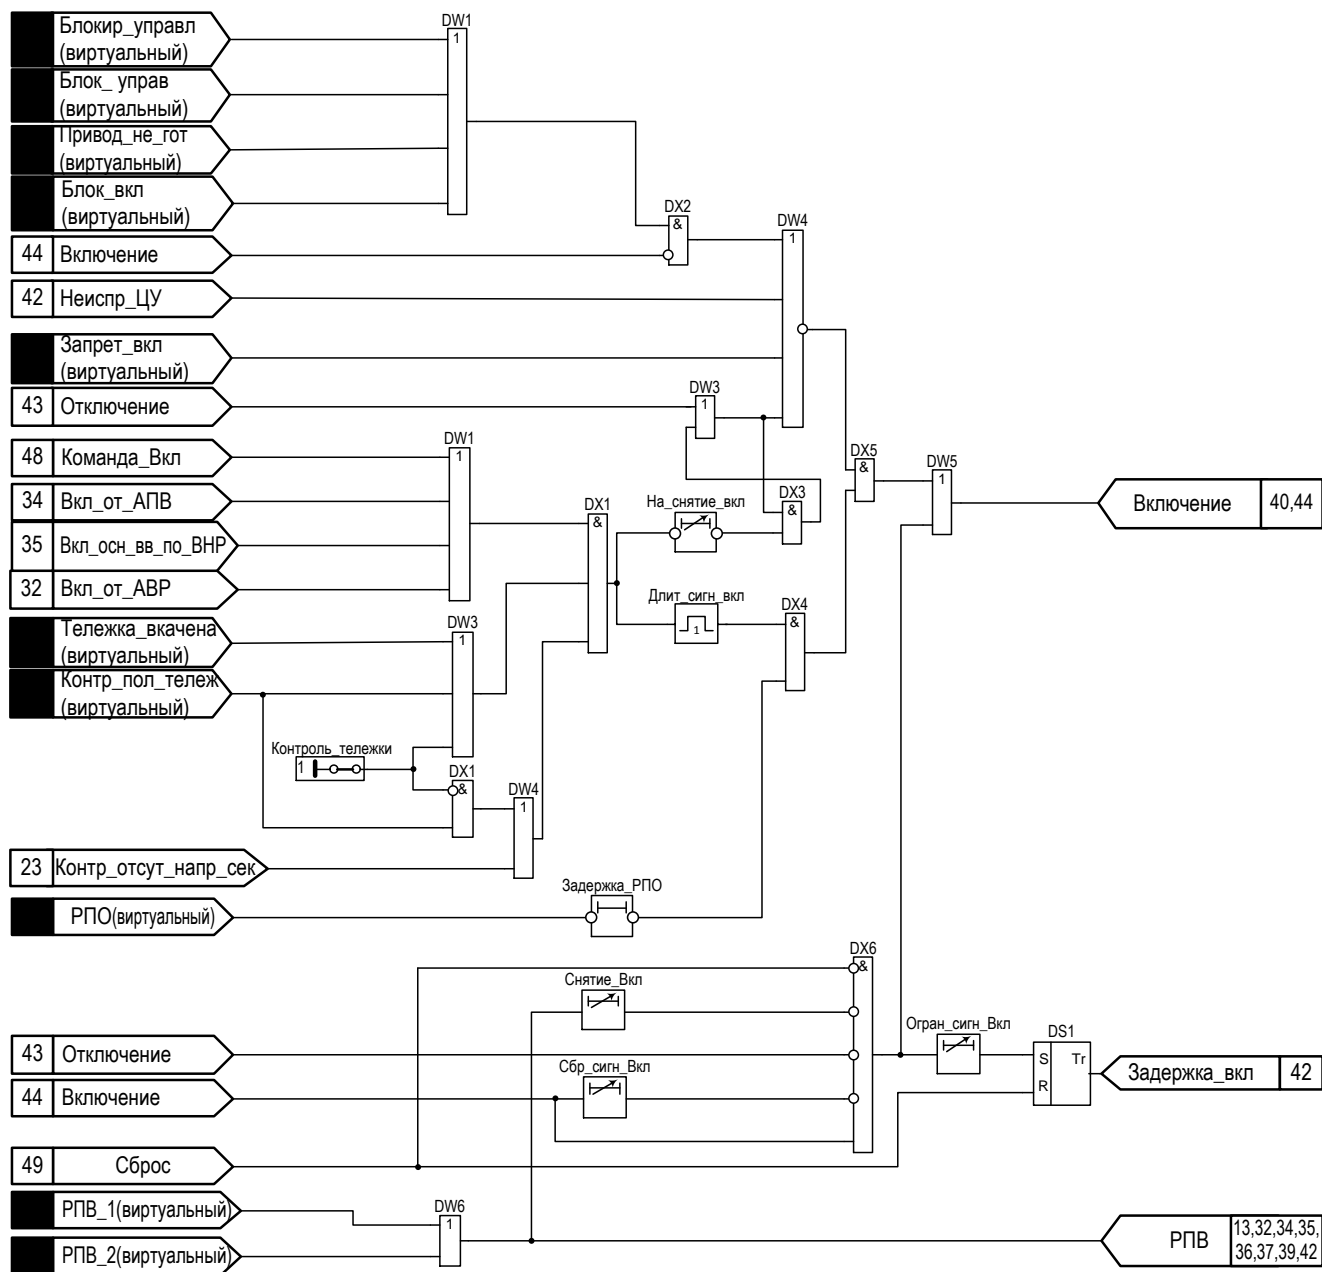 Блокир_управл
(виртуальный)
DW1
1
Блок_ управ
(виртуальный)
Привод_не_гот
(виртуальный)
Блок_вкл
(виртуальный)
DX2
&
DW4
1
44 Включение
42 Неиспр_ЦУ
Запрет_вкл
(виртуальный)
43 Отключение
DW3
1
48 Команда_Вкл
DW1
1
DX5
&
DW5
1
34 Вкл_от_АПВ
На_снятие_вкл
DX3
&
DX1
&
Включение 40,44
35 Вкл_осн_вв_по_ВНР
32 Вкл_от_АВР
Длит_сигн_вкл
1
DX4
&
Тележка_вкачена
(виртуальный)
DW3
1
Контр_пол_тележ
(виртуальный)
Контроль_тележки
1
DX1
&
DW4
1
23 Контр_отсут_напр_сек
РПО(виртуальный)
Задержка_РПО
DX6
&
Снятие_Вкл
Огран_сигн_Вкл
DS1
S Tr
R
43 Отключение
Сбр_сигн_Вкл
44 Включение
Задержка_вкл 42
49 Сброс
РПВ_1(виртуальный)
DW6
1
РПВ_2(виртуальный)
РПВ
13,32,34,35,
36,37,39,42